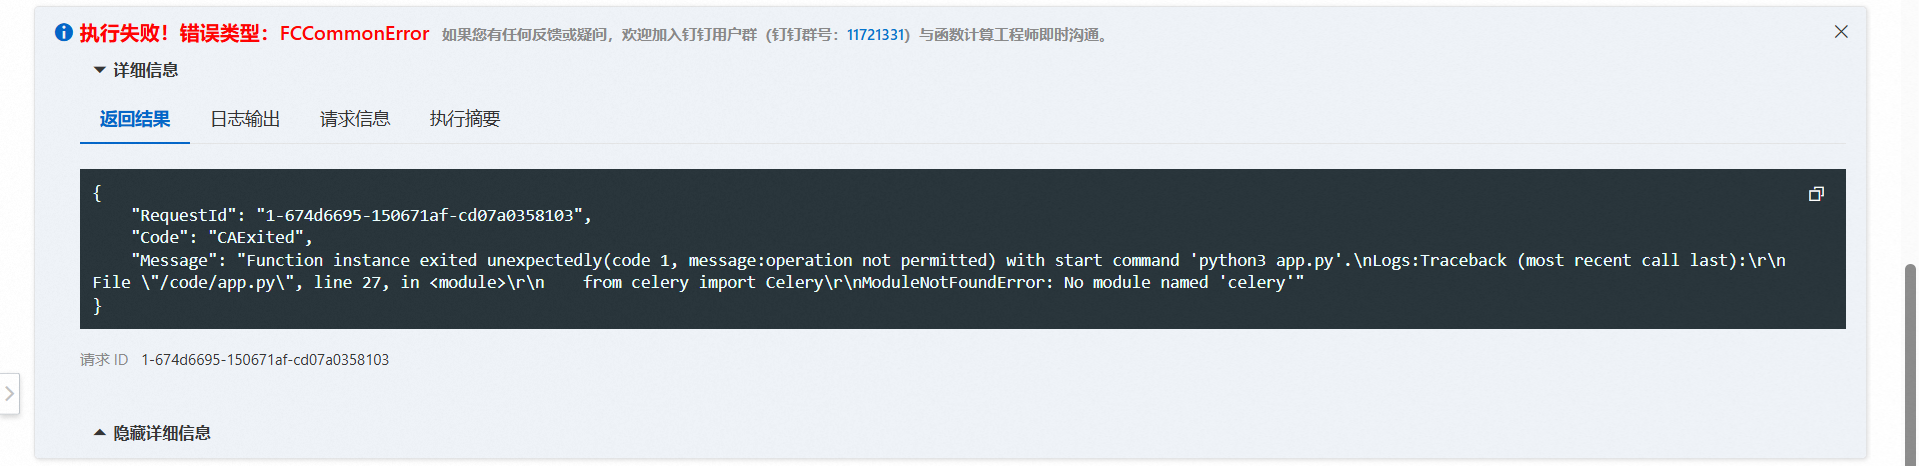 执行失败！错误类型：FCCommonError 如果您有任何反馈或疑问，欢迎加入钉钉用户群（钉钉群号：11721331）与函数计算工程师即时沟通。
详细信息
返回结果 日志输出 请求信息 执行摘要
{
    "RequestId": "1-674d6695-150671af-cd07a0358103",
    "Code": "CAExited",
    "Message": "Function instance exited unexpectedly(code 1, message:operation not permitted) with start command 'python3 app.py'.\nLogs:Traceback (most recent call last):\r\n
File \"/code/app.py\", line 27, in <module>\r\n    from celery import Celery\r\nModuleNotFoundError: No module named 'celery'"
}
请求 ID 1-674d6695-150671af-cd07a0358103
隐藏详细信息